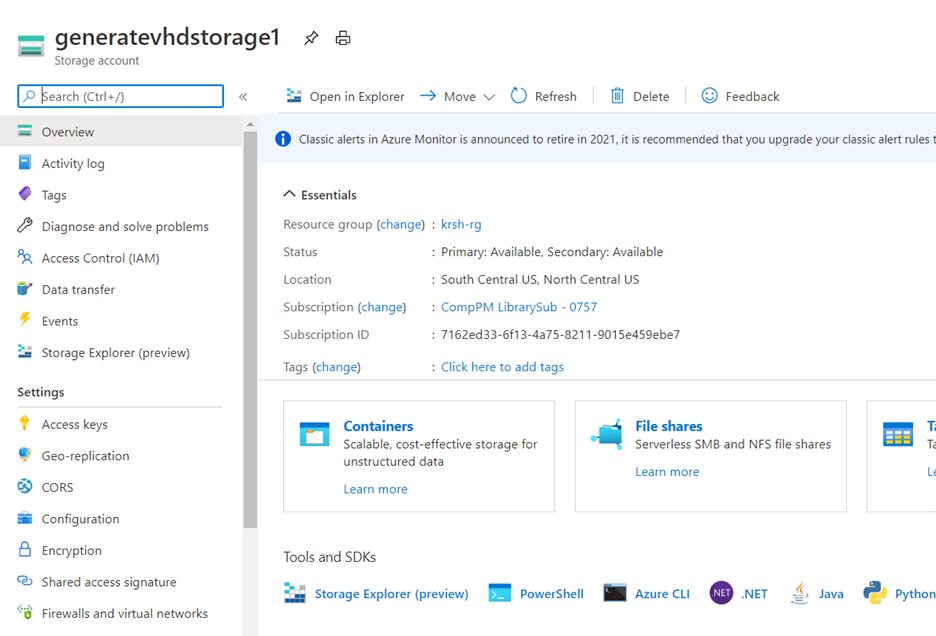 generatevhdstorage1
Storage account
Search (Ctrl+/)
«
Open in Explorer
Move
Refresh
Delete
Feedback
Overview
Activity log
Tags
Diagnose and solve problems
Access Control (IAM)
Data transfer
Events
Storage Explorer (preview)
Settings
Access keys
Geo-replication
CORS
Configuration
Encryption
Shared access signature
Firewalls and virtual networks
Classic alerts in Azure Monitor is announced to retire in 2021, it is recommended that you upgrade your classic alert rules t
Essentials
Resource group (change) : krsh-rg
Status : Primary: Available, Secondary: Available
Location : South Central US, North Central US
Subscription (change) : CompPM LibrarySub - 0757
Subscription ID : 7162ed33-6f13-4a75-8211-9015e459ebe7
Tags (change) : Click here to add tags
Containers
Scalable, cost-effective storage for
unstructured data
Learn more
File shares
Serverless SMB and NFS file shares
Learn more
Ta
Ta
Le
Tools and SDKs
Storage Explorer (preview)
PowerShell
Azure CLI
NET
.NET
Java
Python